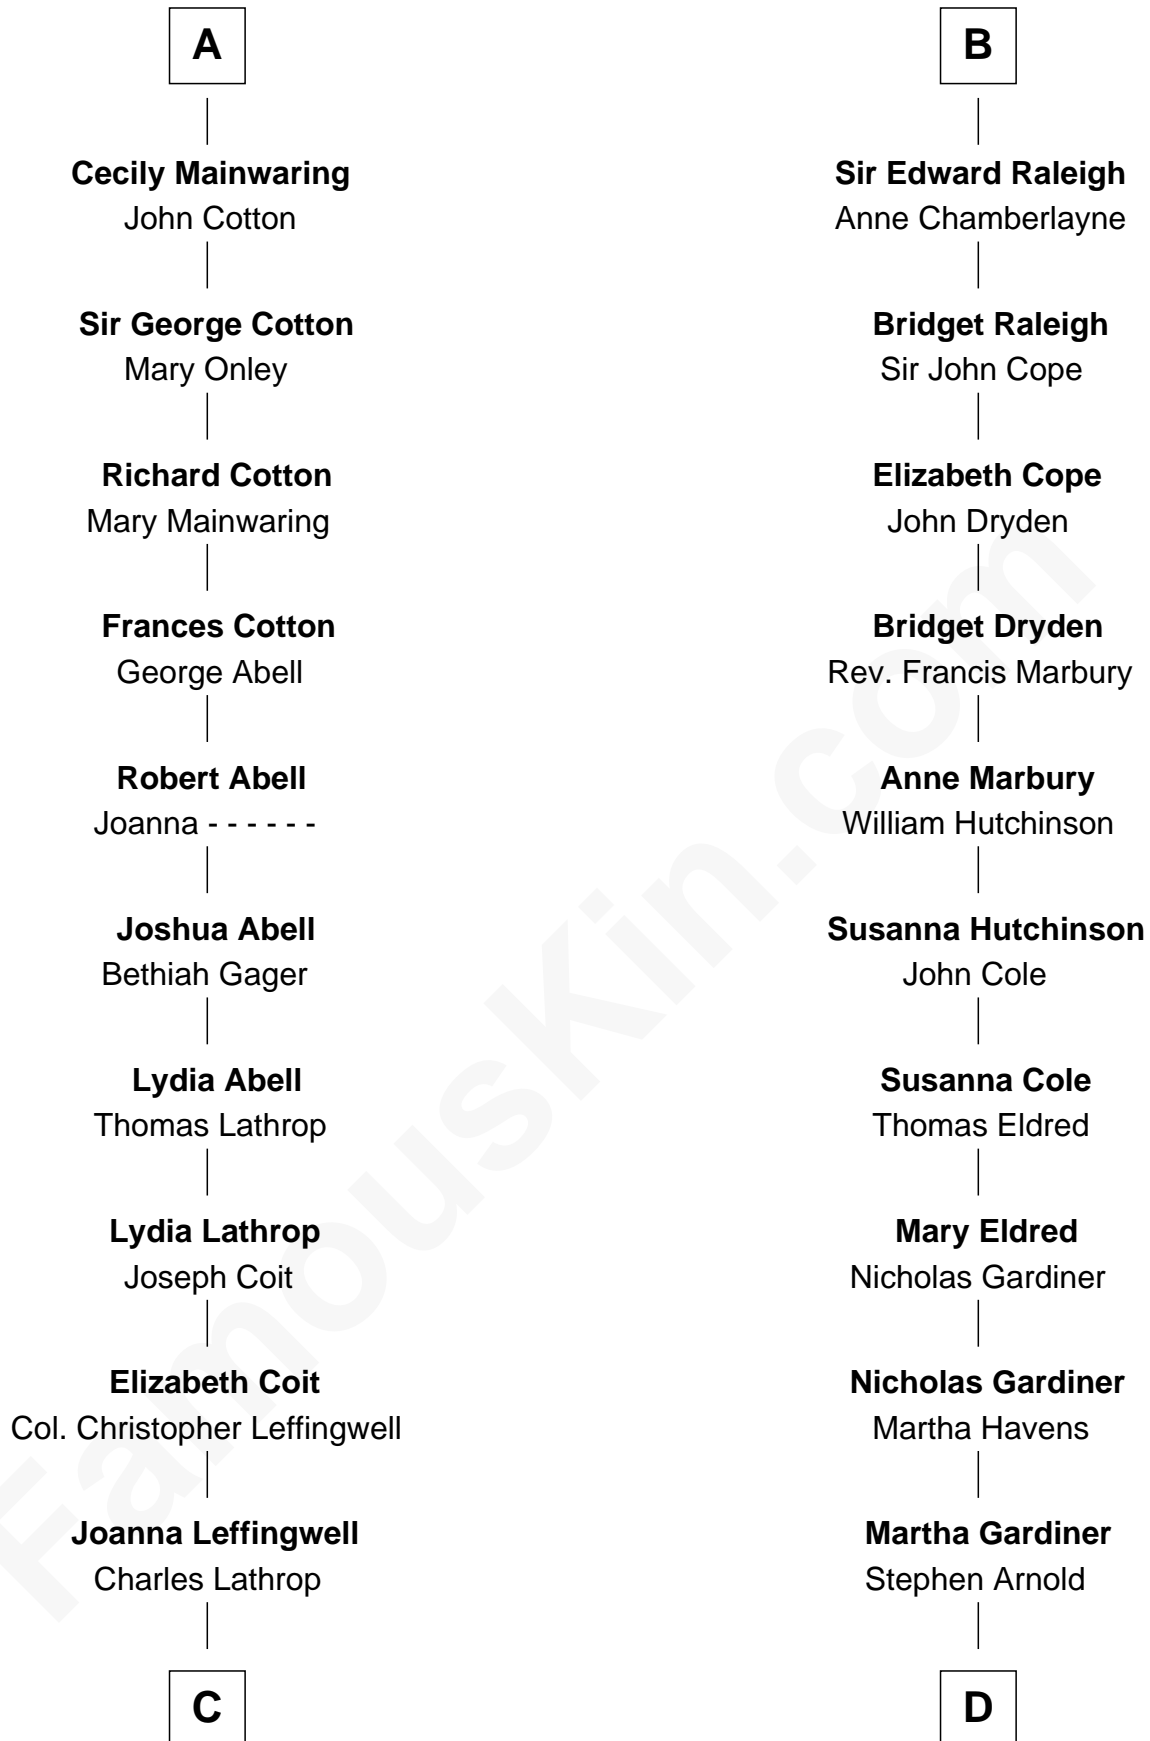 A
Cecily Mainwaring
John Cotton
Sir George Cotton
Mary Onley
Richard Cotton
Mary Mainwaring
Frances Cotton
George Abell
Robert Abell
Joanna - - - - - -
Joshua Abell
Bethiah Gager
Lydia Abell
Thomas Lathrop
Lydia Lathrop
Joseph Coit
Elizabeth Coit
Col. Christopher Leffingwell
Joanna Leffingwell
Charles Lathrop
C
B
Sir Edward Raleigh
Anne Chamberlayne
Bridget Raleigh
Sir John Cope
Elizabeth Cope
John Dryden
Bridget Dryden
Rev. Francis Marbury
Anne Marbury
William Hutchinson
Susanna Hutchinson
John Cole
Susanna Cole
Thomas Eldred
Mary Eldred
Nicholas Gardiner
Nicholas Gardiner
Martha Havens
Martha Gardiner
Stephen Arnold
D
FamousKin.com